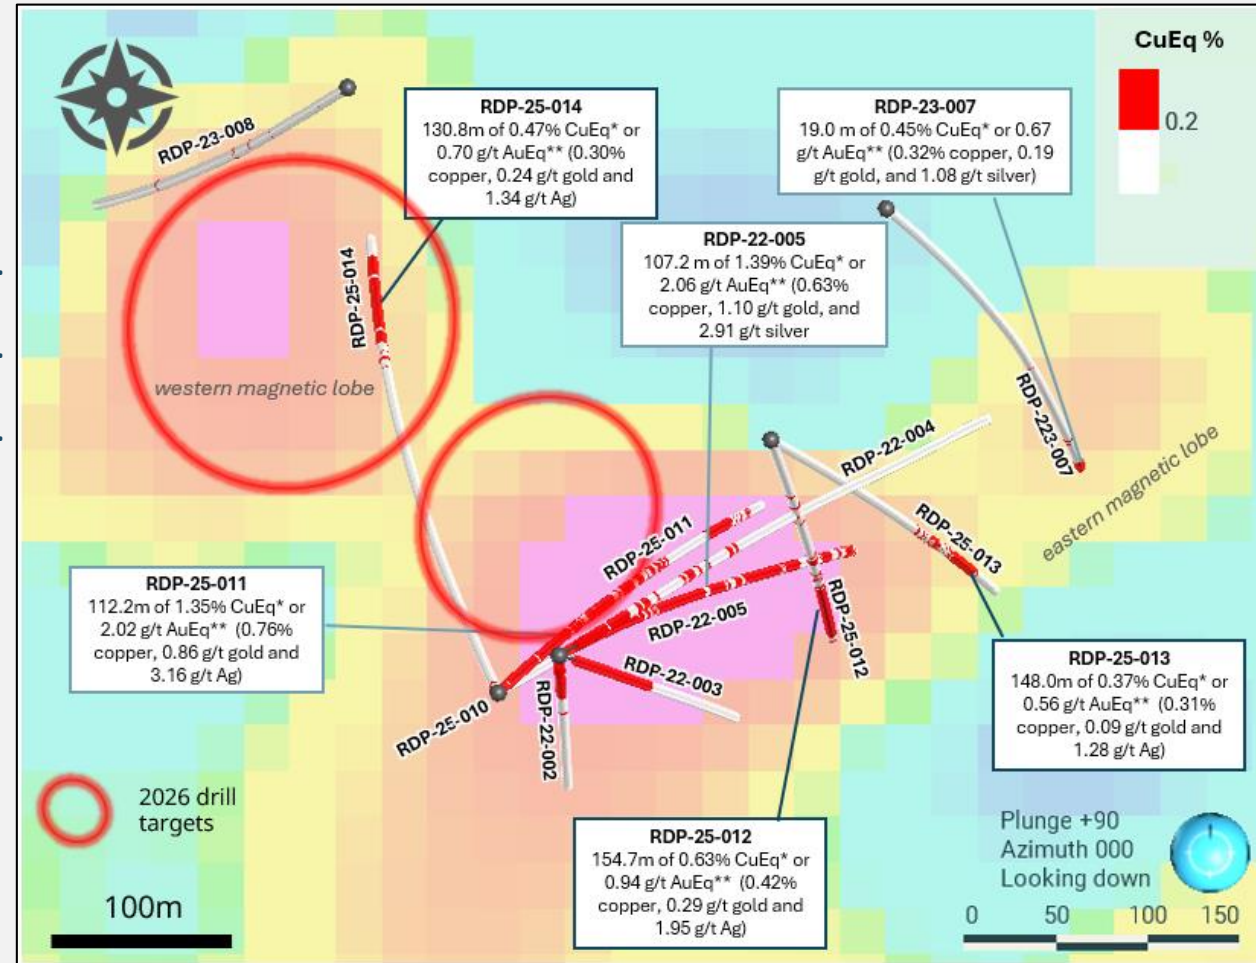 CuEq %
0.2
RDP-23-008
RDP-25-014
130.8m of 0.47% CuEq* or
0.70 g/t AuEq** (0.30%
copper, 0.24 g/t gold and
1.34 g/t Ag)
RDP-23-007
19.0 m of 0.45% CuEq* or 0.67
g/t AuEq** (0.32% copper, 0.19
g/t gold, and 1.08 g/t silver)
RDP-22-005
107.2 m of 1.39% CuEq* or
2.06 g/t AuEq** (0.63%
copper, 1.10 g/t gold, and
2.91 g/t silver
RDP-25-014
western magnetic lobe
RDP-223-007
RDP-22-004
eastern magnetic lobe
RDP-25-011
RDP-25-013
RDP-22-005
RDP-25-012
RDP-25-011
112.2m of 1.35% CuEq* or
2.02 g/t AuEq** (0.76%
copper, 0.86 g/t gold and
3.16 g/t Ag)
RDP-22-003
RDP-25-010
RDP-22-002
RDP-25-013
148.0m of 0.37% CuEq* or
0.56 g/t AuEq** (0.31%
copper, 0.09 g/t gold and
1.28 g/t Ag)
2026 drill
targets
100m
RDP-25-012
154.7m of 0.63% CuEq* or
0.94 g/t AuEq** (0.42%
copper, 0.29 g/t gold and
1.95 g/t Ag)
Plunge +90
Azimuth 000
Looking down
0 50 100 150